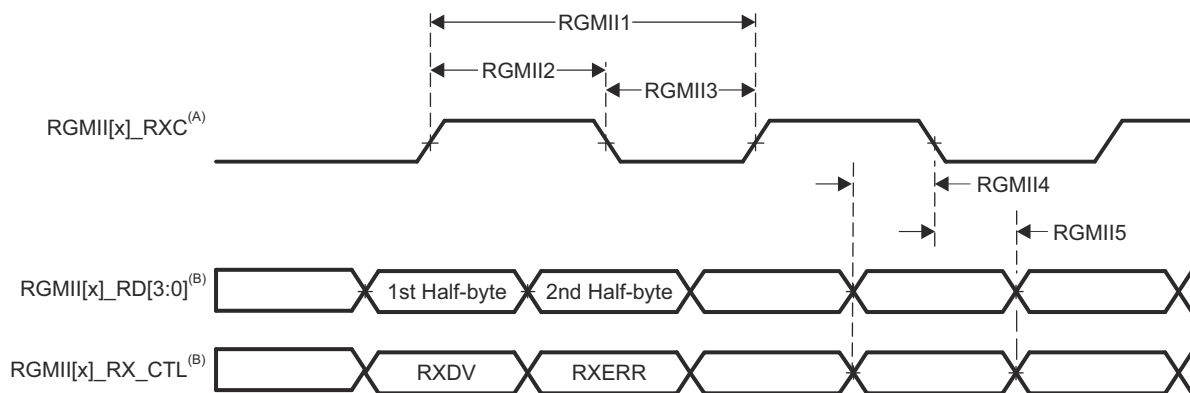 RGMII1
RGMII2
RGMII3
RGMII[x]_RXC(A)
RGMII4
RGMII5
RGMII[x]_RD[3:0](B) 1st Half-byte 2nd Half-byte
RGMII[x]_RX_CTL(B) RXDV RXERR